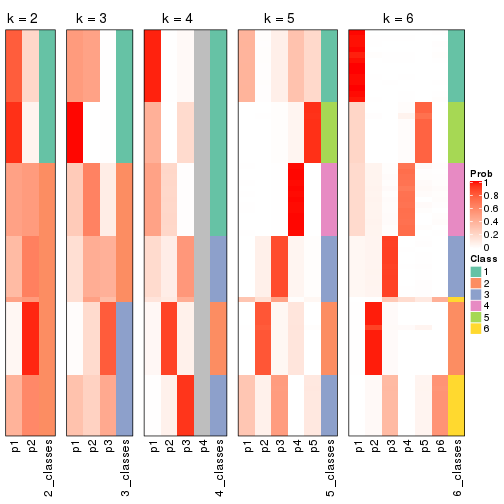 k = 2
k = 3
k = 4
k = 5
k = 6
Prob
1
0.8
0.6
0.4
0.2
0
Class
1
2
3
4
5
6
p1
p2
2_classes
p1
p2
p3
3_classes
p1
p2
p3
p4
4_classes
p1
p2
p3
p4
p5
5_classes
p1
p2
p3
p4
p5
p6
6_classes